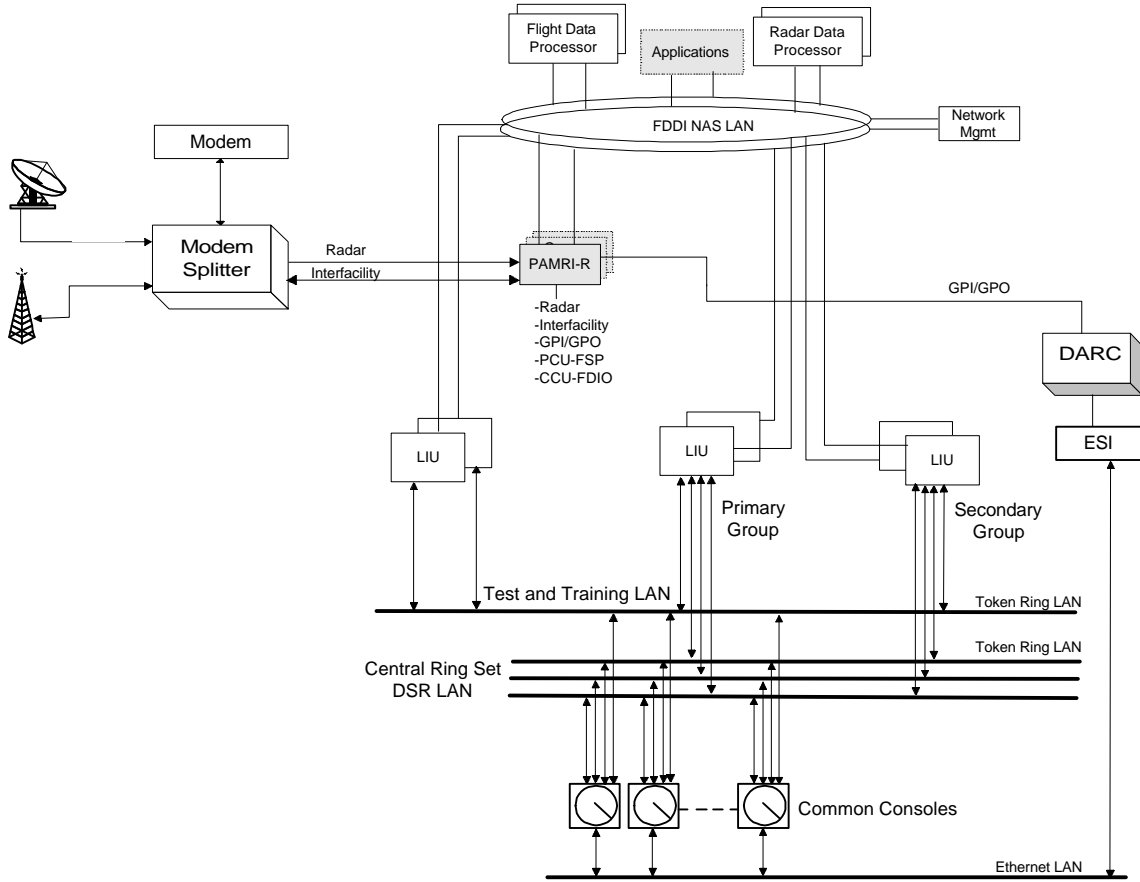 Flight Data
Processor
Applications
Radar Data
Processor
FDDI NAS LAN
Network
Mgmt
Modem
Modem
Splitter
Radar
Interfacility
PAMRI-R
-Radar
-Interfacility
-GPI/GPO
-PCU-FSP
-CCU-FDIO
GPI/GPO
DARC
ESI
LIU
LIU
LIU
Primary
Group
Secondary
Group
Test and Training LAN
Token Ring LAN
Token Ring LAN
Central Ring Set
DSR LAN
Common Consoles
Ethernet LAN